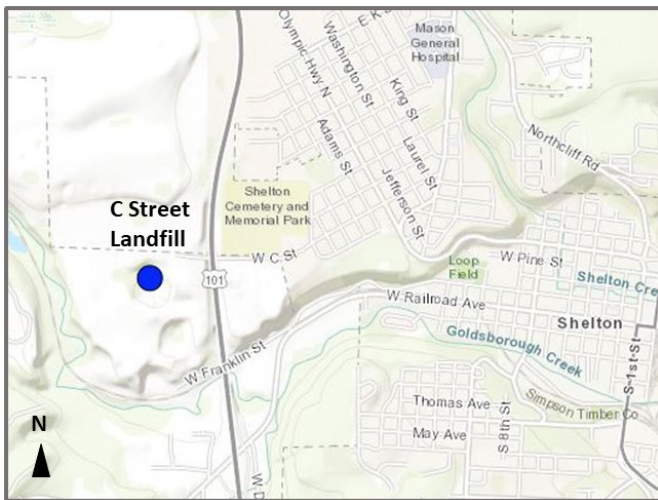 E K S
Olympic Hwy N
Washington St
Mason
General
Hospital
King St
Adams St
Laurel St
Jefferson St
Northcliff Rd
Shelton
Cemetery and
Memorial Park
C Street
Landfill
W C St
101
Loop
Field
W Pine St
Shelton Cre
W Railroad Ave
Shelton
Goldsborough
Creek
W Franklin St
S 1st St
Simpson Timber Co
Thomas Ave
May Ave
S 8th St
W D
N